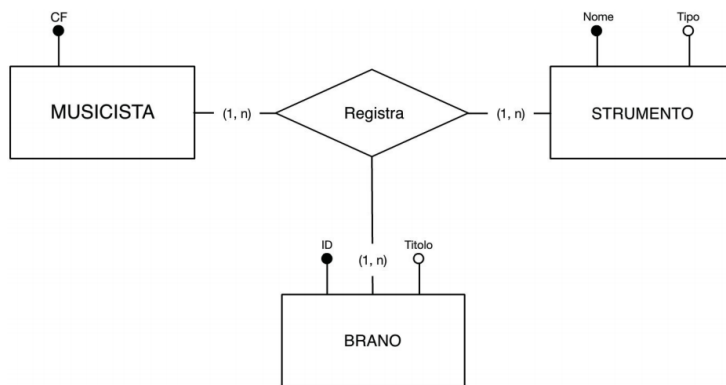 CF
Nome
Tipo
MUSICISTA
(1, n)
Registra
(1, n)
STRUMENTO
ID
(1, n)
Titolo
BRANO